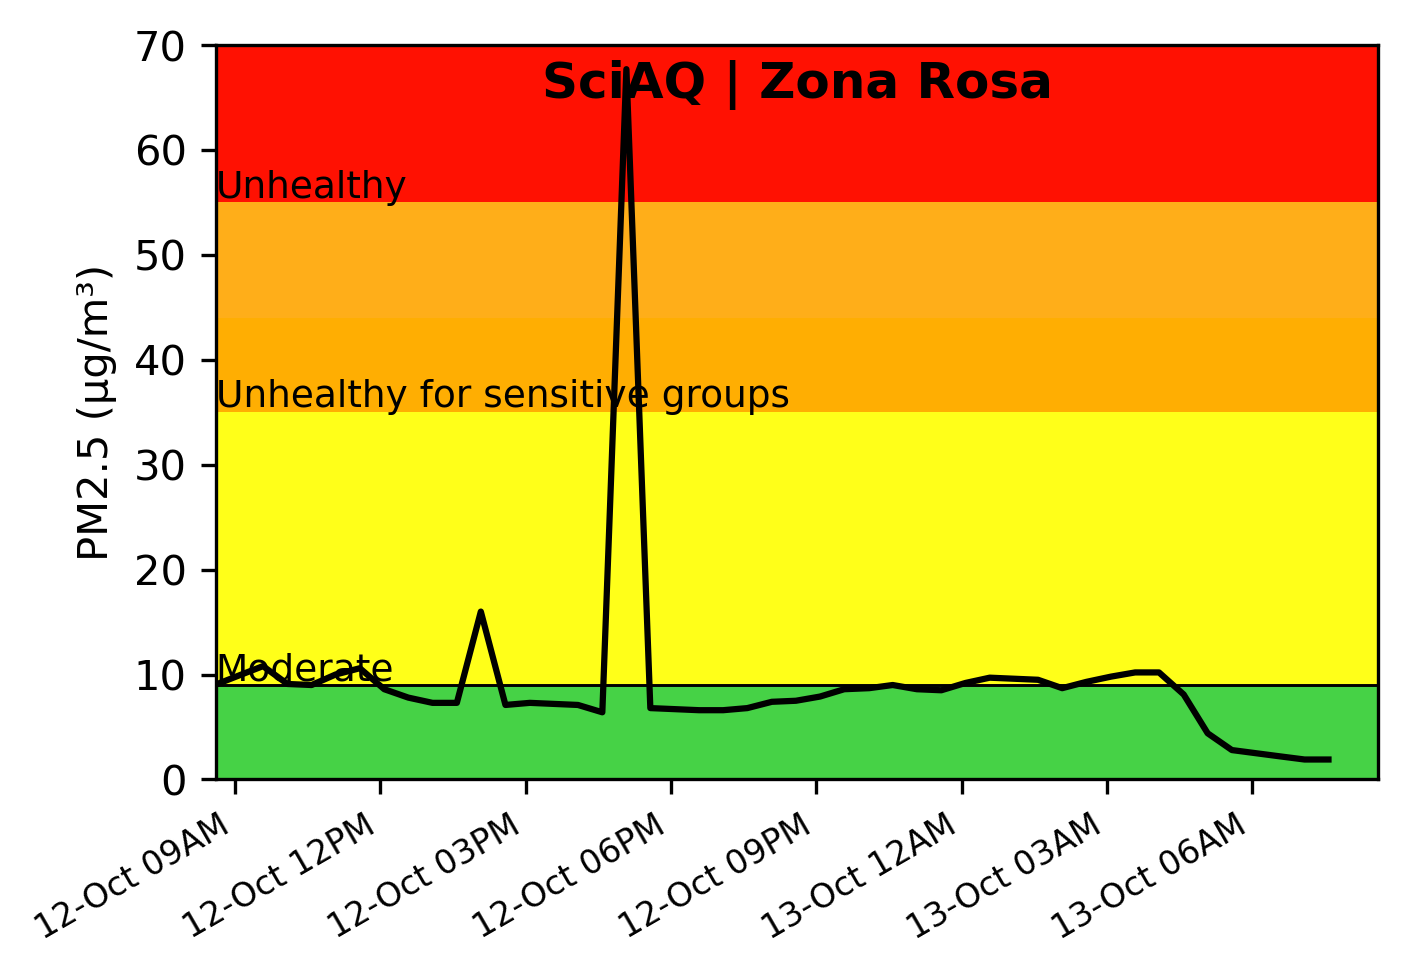 SciAQ | Zona Rosa
PM2.5 (µg/m³)
70
60
50
40
30
20
10
0
Unhealthy
Unhealthy for sensitive groups
Moderate
12-Oct 09AM
12-Oct 12PM
12-Oct 03PM
12-Oct 06PM
12-Oct 09PM
13-Oct 12AM
13-Oct 03AM
13-Oct 06AM